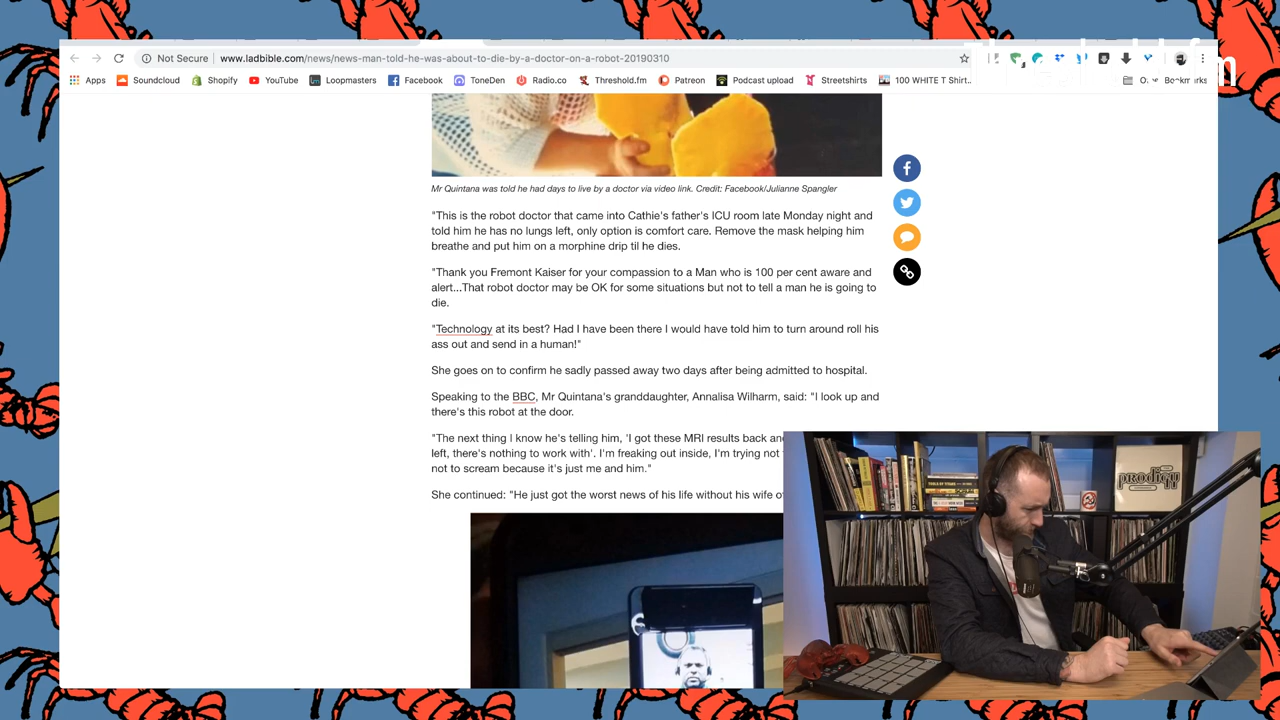 Not Secure
www.ladbible.com/news/news-man-told-he-was-about-to-die-by-a-doctor-on-a-robot-20190310
Apps Soundcloud Shopify YouTube Loopmasters Facebook ToneDen Radio.co Threshold.fm Patreon Podcast upload Streetshirts 100 WHITE T Shirt... Bookmarks
Mr Quintana was told he had days to live by a doctor via video link. Credit: Facebook/Julianne Spangler
"This is the robot doctor that came into Cathie's father's ICU room late Monday night and
told him he has no lungs left, only option is comfort care. Remove the mask helping him
breathe and put him on a morphine drip til he dies.
"Thank you Fremont Kaiser for your compassion to a Man who is 100 per cent aware and
alert...That robot doctor may be OK for some situations but not to tell a man he is going to
die.
"Technology at its best? Had I have been there I would have told him to turn around roll his
ass out and send in a human!"
She goes on to confirm he sadly passed away two days after being admitted to hospital.
Speaking to the BBC, Mr Quintana's granddaughter, Annalisa Wilharm, said: "I look up and
there's this robot at the door.
"The next thing I know he's telling him, 'I got these MRI results back and
left, there's nothing to work with'. I'm freaking out inside, I'm trying not
not to scream because it's just me and him."
She continued: "He just got the worst news of his life without his wife
prodigy